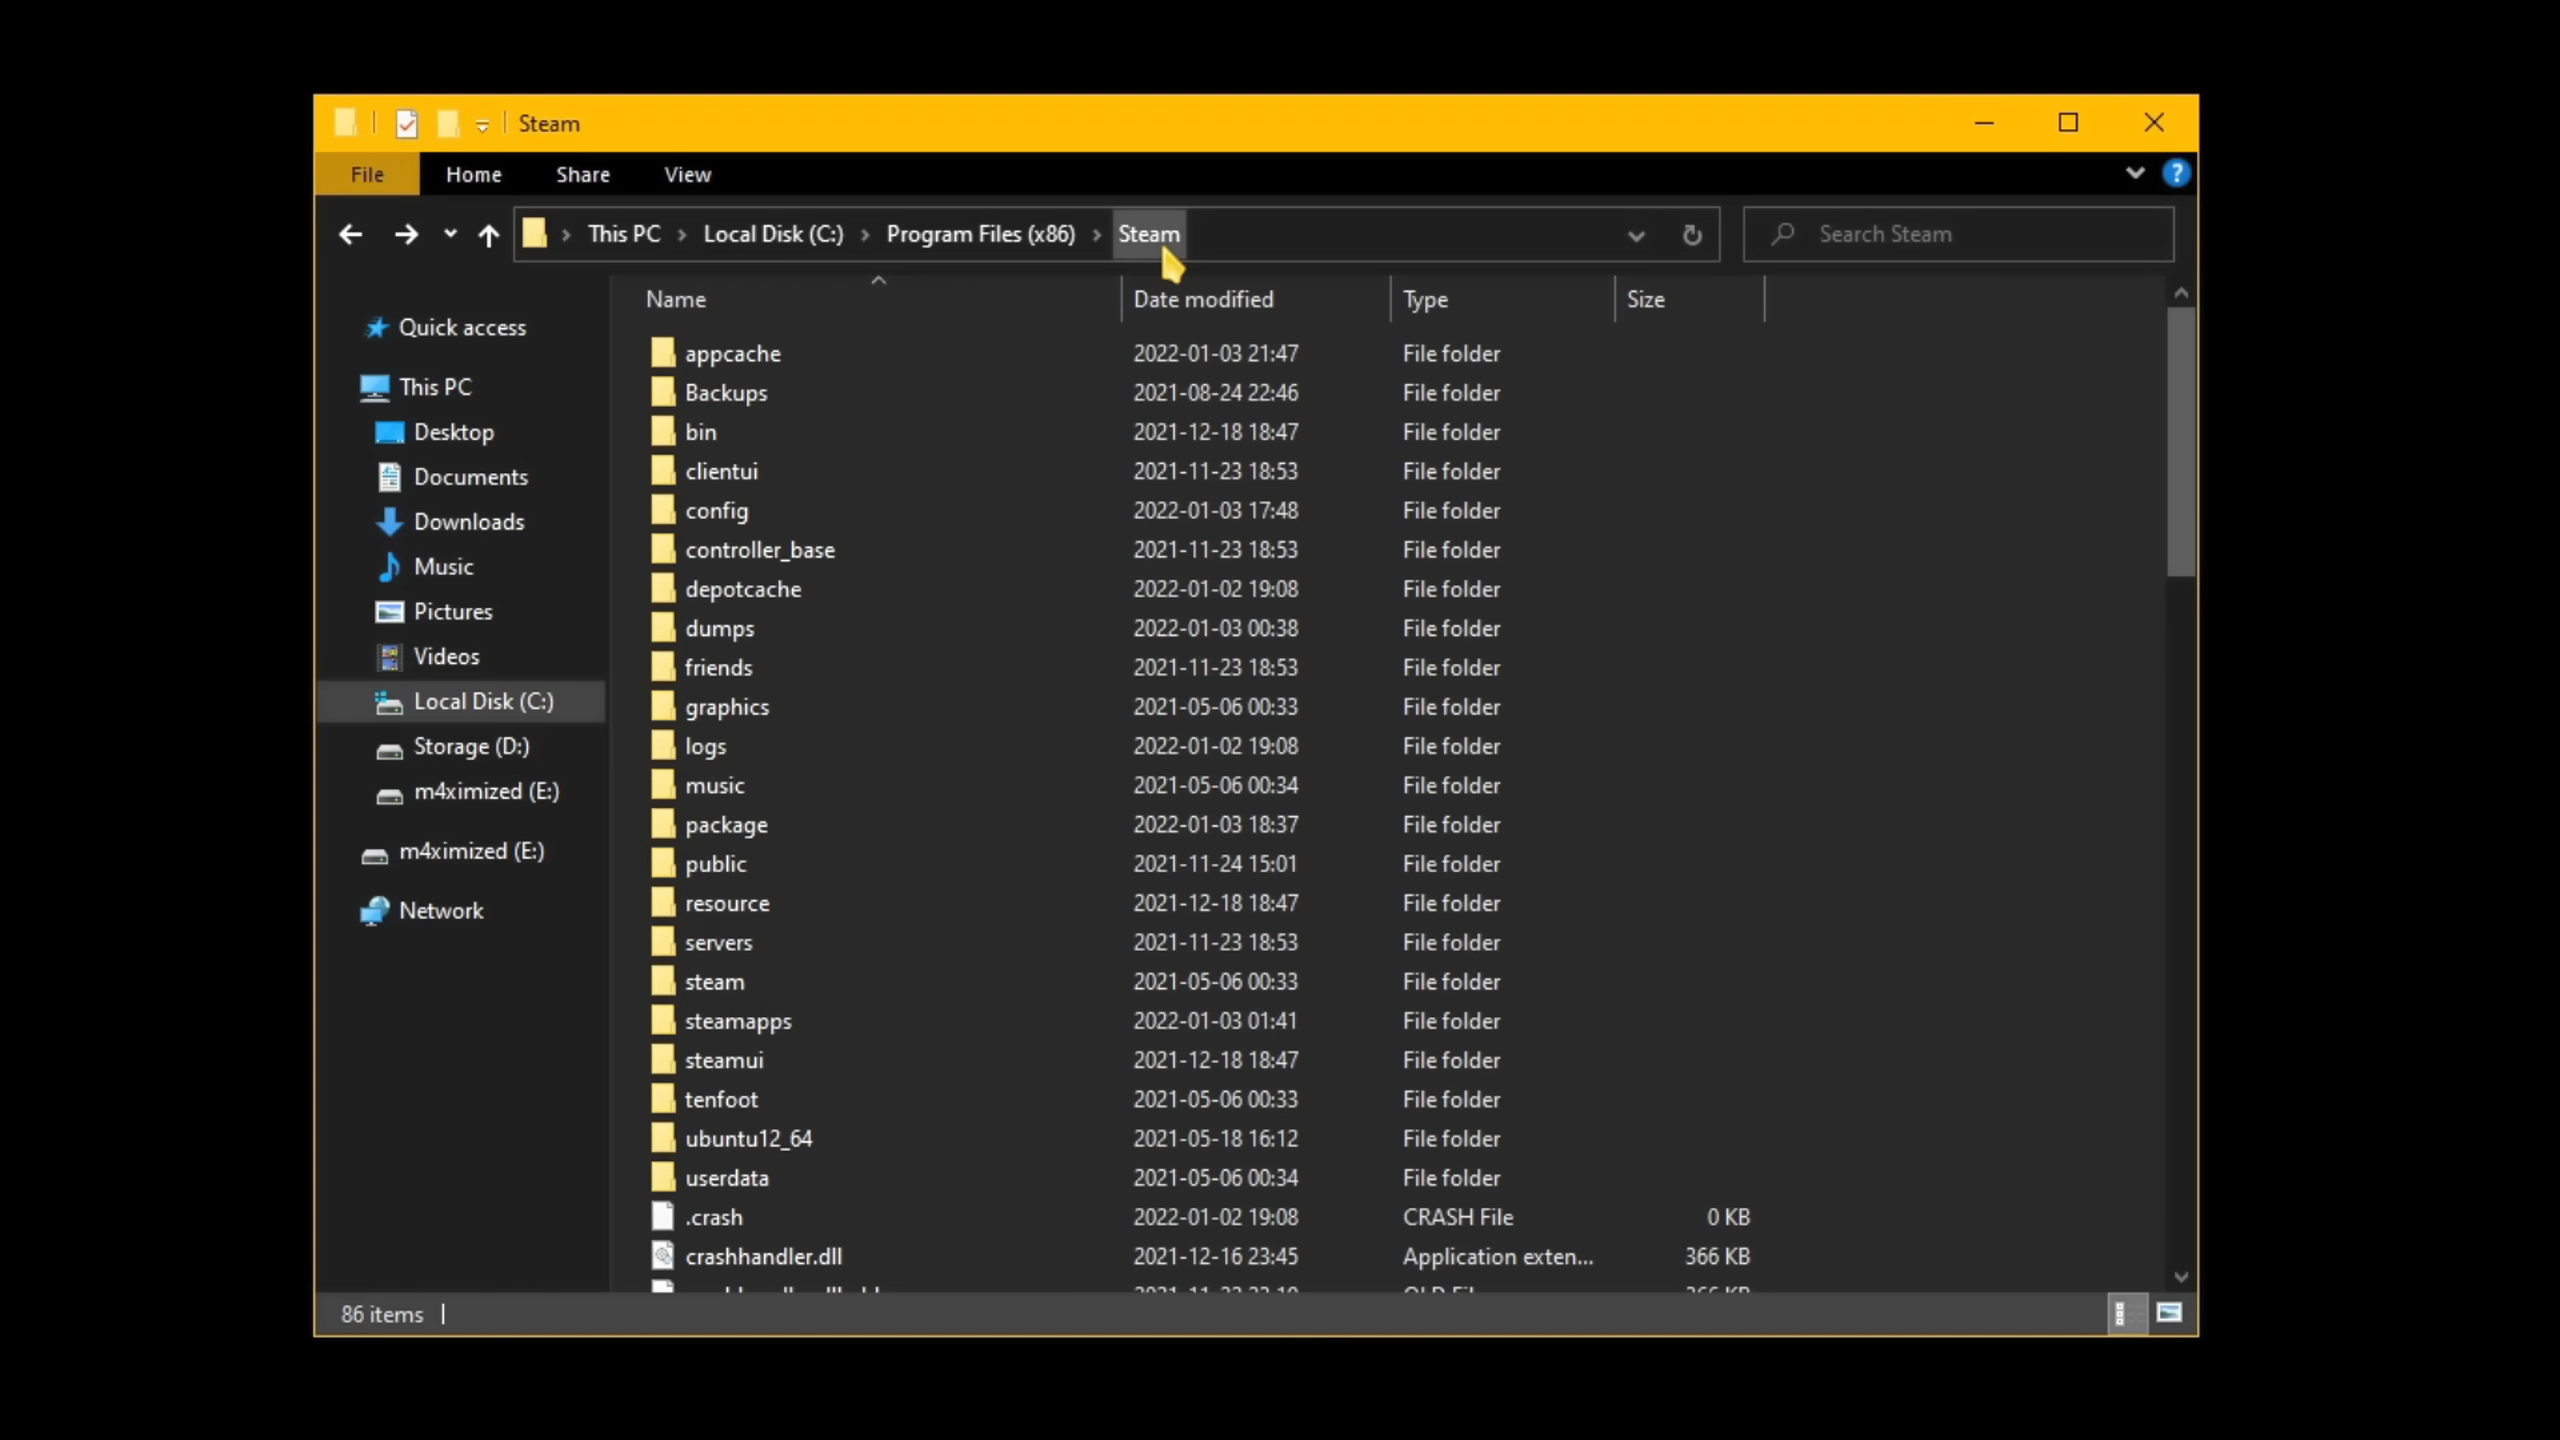 Steam
File Home Share View
This PC Local Disk (C:) Program Files (x86) Steam Search Steam
Quick access
This PC
Desktop
Documents
Downloads
Music
Pictures
Videos
Local Disk (C:)
Storage (D:)
m4ximized (E:)
m4ximized (E:)
Network
Name Date modified Type Size
appcache 2022-01-03 21:47 File folder
Backups 2021-08-24 22:46 File folder
bin 2021-12-18 18:47 File folder
clientui 2021-11-23 18:53 File folder
config 2022-01-03 17:48 File folder
controller_base 2021-11-23 18:53 File folder
depotcache 2022-01-02 19:08 File folder
dumps 2022-01-03 00:38 File folder
friends 2021-11-23 18:53 File folder
graphics 2021-05-06 00:33 File folder
logs 2022-01-02 19:08 File folder
music 2021-05-06 00:34 File folder
package 2022-01-03 18:37 File folder
public 2021-11-24 15:01 File folder
resource 2021-12-18 18:47 File folder
servers 2021-11-23 18:53 File folder
steam 2021-05-06 00:33 File folder
steamapps 2022-01-03 01:41 File folder
steamui 2021-12-18 18:47 File folder
tenfoot 2021-05-06 00:33 File folder
ubuntu12_64 2021-05-18 16:12 File folder
userdata 2021-05-06 00:34 File folder
.crash 2022-01-02 19:08 CRASH File 0 KB
crashhandler.dll 2021-12-16 23:45 Application exten... 366 KB
86 items